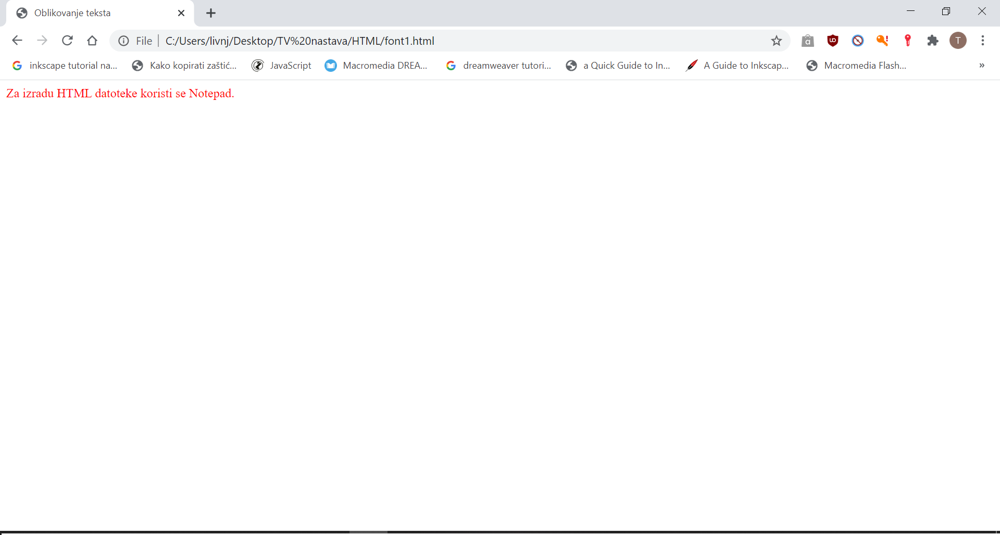 Oblikovanje teksta
File C:/Users/livnj/Desktop/TV%20nastava/HTML/font1.html
T
inkscape tutorial na... Kako kopirati zaštić... JavaScript Macromedia DREA... dreamweaver tutori... a Quick Guide to In... A Guide to Inkscap... Macromedia Flash... »
Za izradu HTML datoteke koristi se Notepad.